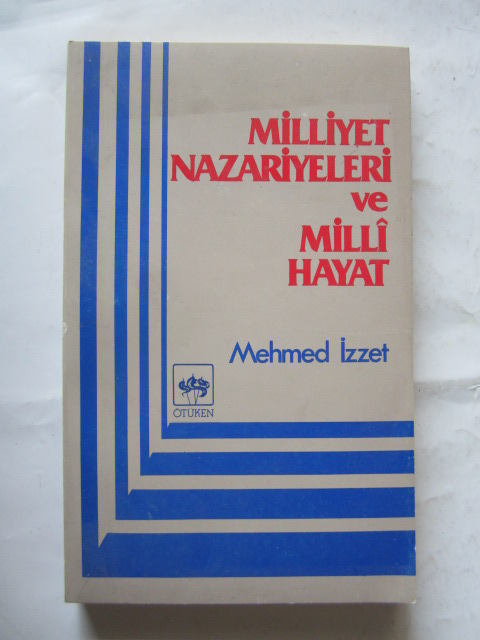 MİLLİYET
NAZARİYELERİ
ve
MİLLÎ
HAYAT
Mehmed İzzet
ÖTÜKEN